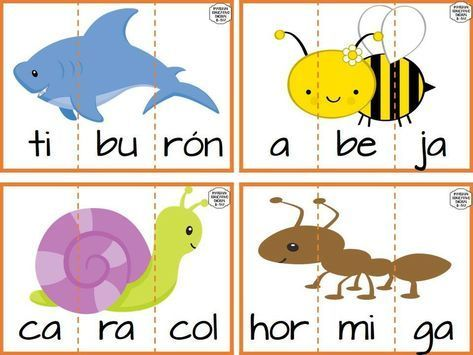 ti bu rón
a be ja
ca ra col
hor mi ga